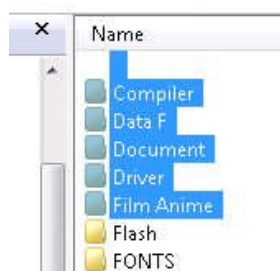 Name
Compiler
Data F
Document
Driver
Film Anime
Flash
FONTS